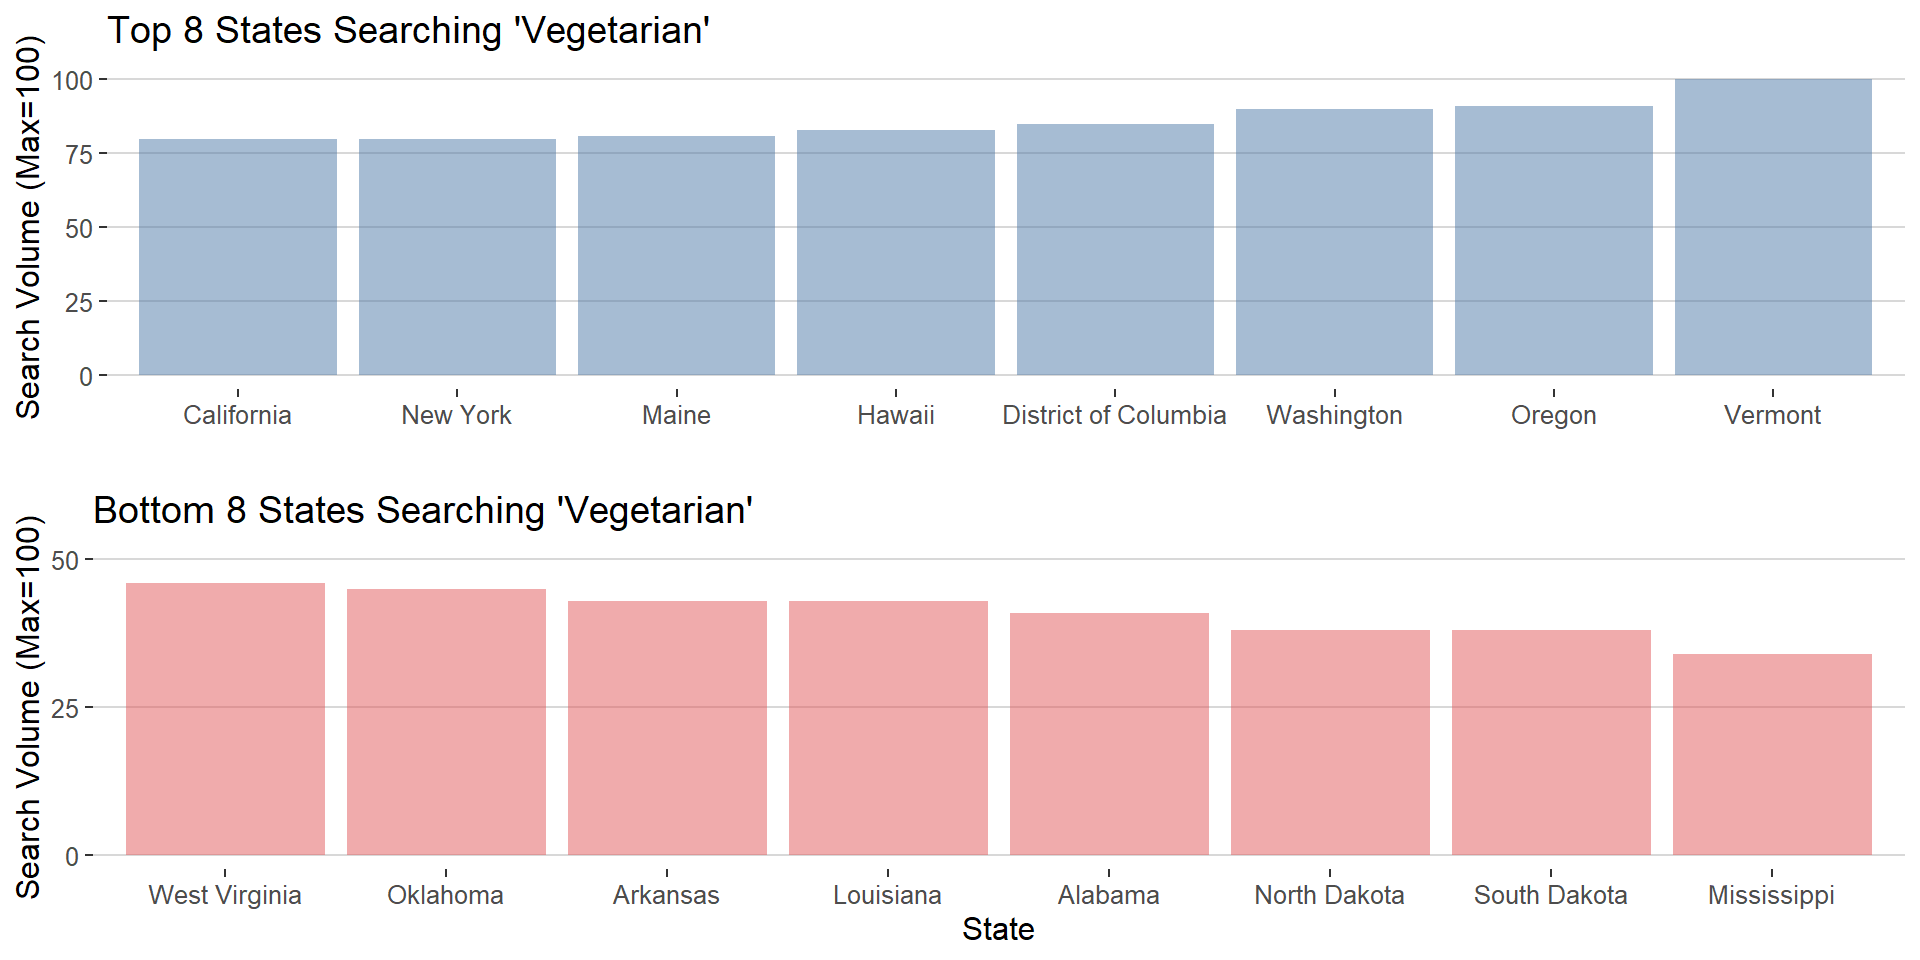 Top 8 States Searching 'Vegetarian'
Search Volume (Max=100)
100
75
50
25
0
California
New York
Maine
Hawaii
District of Columbia
Washington
Oregon
Vermont
Bottom 8 States Searching 'Vegetarian'
Search Volume (Max=100)
50
25
0
West Virginia
Oklahoma
Arkansas
Louisiana
Alabama
North Dakota
South Dakota
Mississippi
State